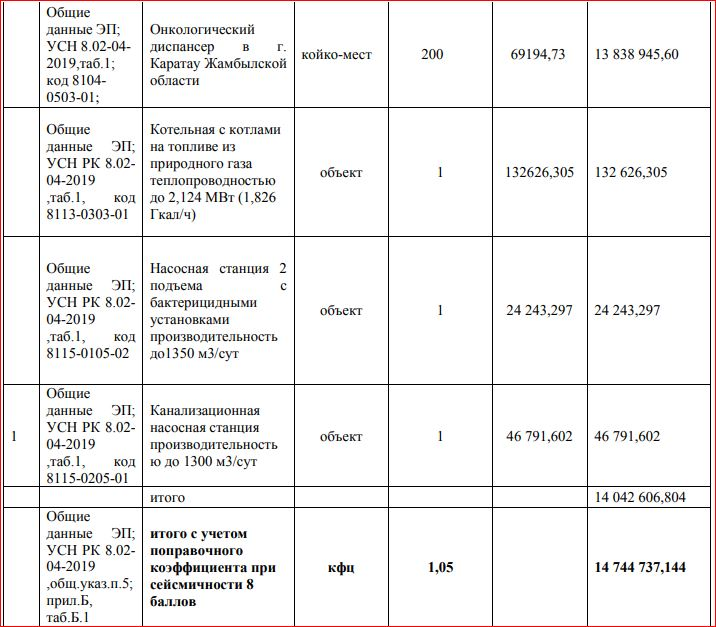 Общие
данные ЭП;
УСН 8.02-04-
2019,таб.1;
код 8104-
0503-01;
Онкологический
диспансер в г.
Каратау Жамбылской
области
койко-мест
200
69194,73
13 838 945,60
Общие
данные ЭП;
УСН РК 8.02-
04-2019
,таб.1, код
8113-0303-01
Котельная с котлами
на топливе из
природного газа
теплопроводностью
до 2,124 МВт (1,826
Гкал/ч)
объект
1
132626,305
132 626,305
Общие
данные ЭП;
УСН РК 8.02-
04-2019
,таб.1, код
8115-0105-02
Насосная станция 2
подъема с
бактерицидными
установками
производительность
до1350 м3/сут
объект
1
24 243,297
24 243,297
1
Общие
данные ЭП;
УСН РК 8.02-
04-2019
,таб.1, код
8115-0205-01
Канализационная
насосная станция
производительность
ю до 1300 м3/сут
объект
1
46 791,602
46 791,602
итого
14 042 606,804
Общие
данные ЭП;
УСН РК 8.02-
04-2019
,общ.указ.п.5;
прил.Б,
таб.Б.1
итого с учетом
поправочного
коэффициента при
сейсмичности 8
баллов
кфц
1,05
14 744 737,144